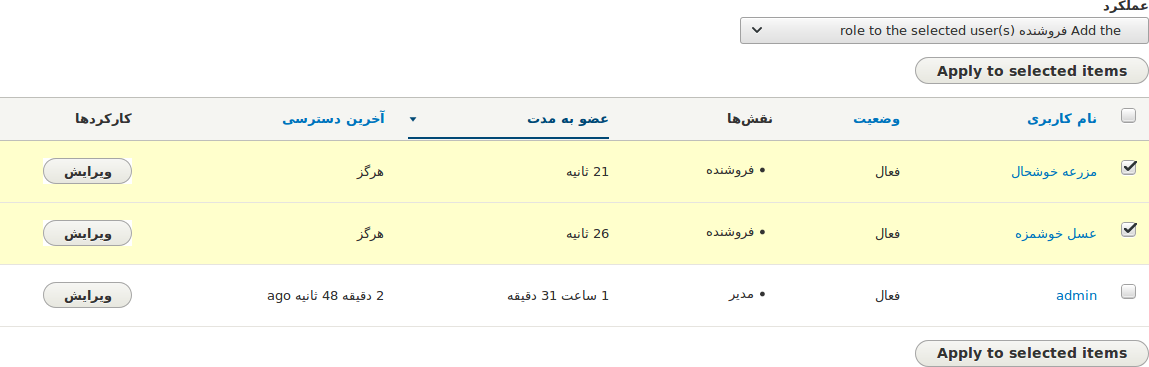 عملکرد
Add the فروشنده role to the selected user(s)
Apply to selected items
نام کاربری وضعیت نقش‌ها عضو به مدت آخرین دسترسی کارکردها
مزرعه خوشحال فعال • فروشنده 21 ثانیه هرگز ویرایش
عسل خوشمزه فعال • فروشنده 26 ثانیه هرگز ویرایش
admin فعال • مدیر 1 ساعت 31 دقیقه 2 دقیقه 48 ثانیه ago ویرایش
Apply to selected items